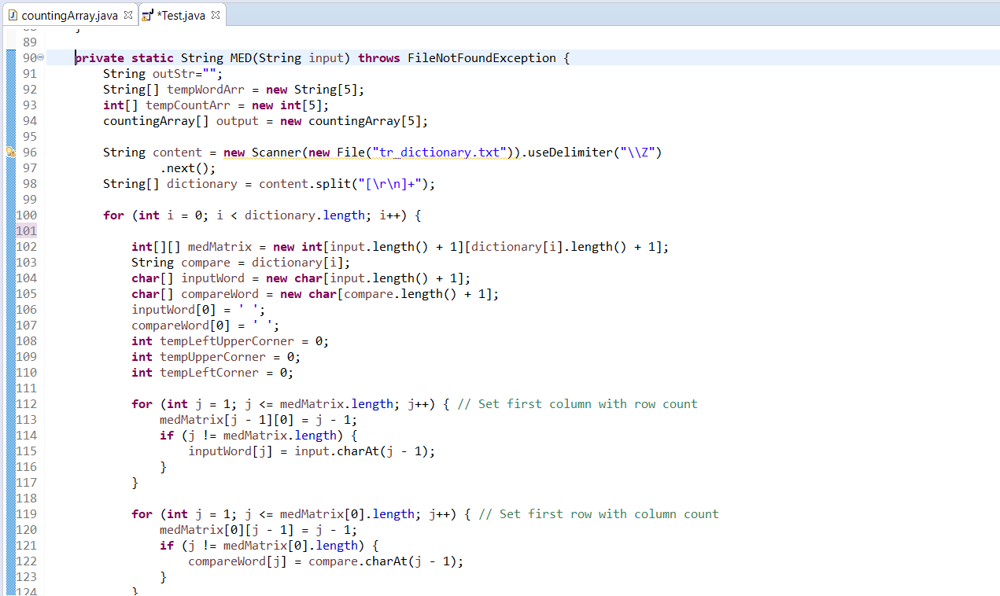 countingArray.java *Test.java
88 }
89
90 private static String MED(String input) throws FileNotFoundException {
91 String outStr="";
92 String[] tempWordArr = new String[5];
93 int[] tempCountArr = new int[5];
94 countingArray[] output = new countingArray[5];
95
96 String content = new Scanner(new File("tr_dictionary.txt")).useDelimiter("\\Z")
97 .next();
98 String[] dictionary = content.split("[\r\n]+");
99
100 for (int i = 0; i < dictionary.length; i++) {
101
102 int[][] medMatrix = new int[input.length() + 1][dictionary[i].length() + 1];
103 String compare = dictionary[i];
104 char[] inputWord = new char[input.length() + 1];
105 char[] compareWord = new char[compare.length() + 1];
106 inputWord[0] = ' ';
107 compareWord[0] = ' ';
108 int tempLeftUpperCorner = 0;
109 int tempUpperCorner = 0;
110 int tempLeftCorner = 0;
111
112 for (int j = 1; j <= medMatrix.length; j++) { // Set first column with row count
113 medMatrix[j - 1][0] = j - 1;
114 if (j != medMatrix.length) {
115 inputWord[j] = input.charAt(j - 1);
116 }
117 }
118
119 for (int j = 1; j <= medMatrix[0].length; j++) { // Set first row with column count
120 medMatrix[0][j - 1] = j - 1;
121 if (j != medMatrix[0].length) {
122 compareWord[j] = compare.charAt(j - 1);
123 }
124 }